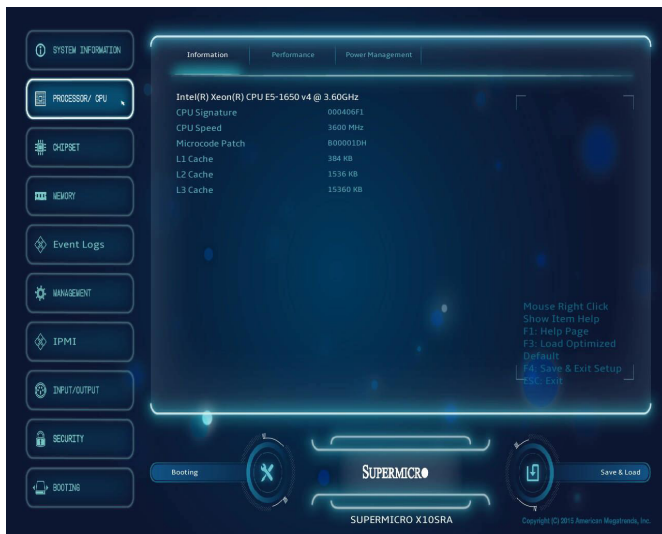 SYSTEM INFORMATION
PROCESSOR/ CPU
CHIPSET
MEMORY
Event Logs
MANAGEMENT
IPMI
INPUT/OUTPUT
SECURITY
BOOTING
Information Performance Power Management
Intel(R) Xeon(R) CPU E5-1650 v4 @ 3.60GHz
CPU Signature 000406F1
CPU Speed 3600 MHz
Microcode Patch B00001DH
L1 Cache 384 KB
L2 Cache 1536 KB
L3 Cache 15360 KB
Mouse Right Click
Show Item Help
F1: Help Page
F3: Load Optimized
Default
F4: Save & Exit Setup
ESC: Exit
Booting
SUPERMICRO
Save & Load
SUPERMICRO X10SRA
Copyright (C) 2015 American Megatrends, Inc.